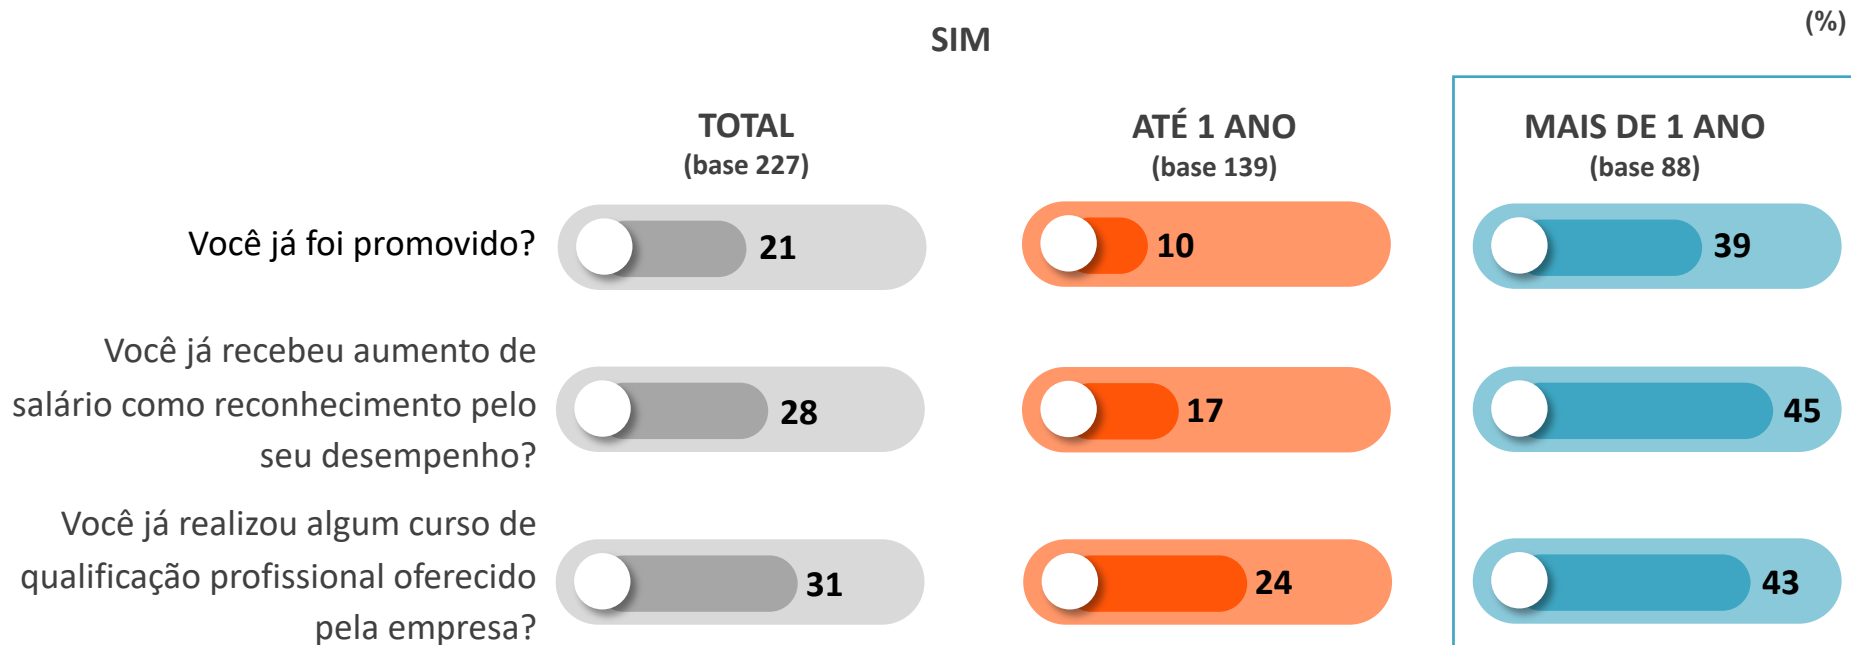 (%)
SIM
TOTAL
(base 227)
ATÉ 1 ANO
(base 139)
MAIS DE 1 ANO
(base 88)
Você já foi promovido?
21
10
39
Você já recebeu aumento de
salário como reconhecimento pelo
seu desempenho?
28
17
45
Você já realizou algum curso de
qualificação profissional oferecido
pela empresa?
31
24
43